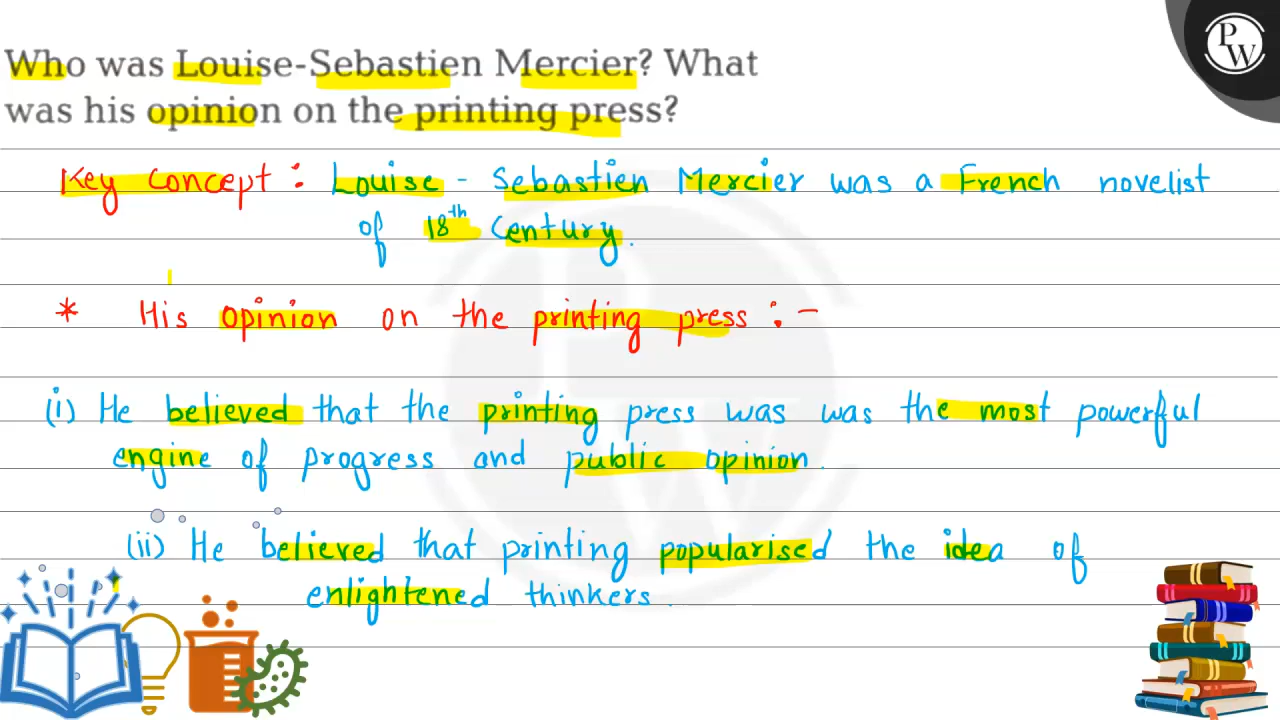 PW
Who was Louise-Sebastien Mercier? What
was his opinion on the printing press?
Key concept : Louise - Sebastien Mercier was a French novelist
of 18th Century.
* His opinion on the printing press : -
(i) He believed that the printing press was was the most powerful
engine of progress and public opinion.
(ii) He believed that printing popularised the idea of
enlightened thinkers.